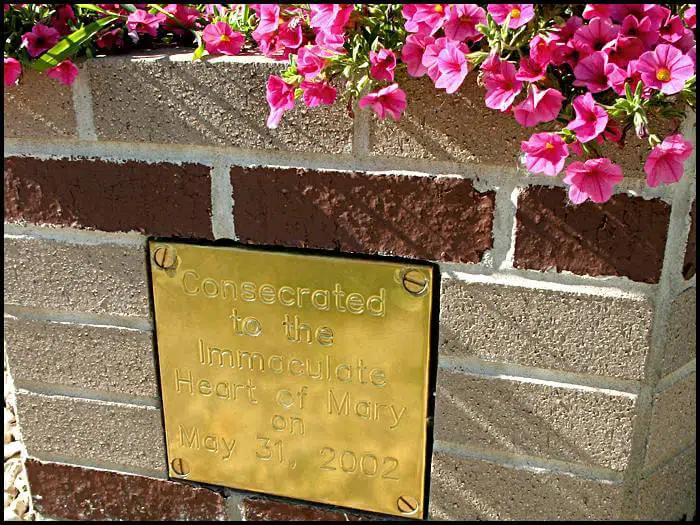 Consecrated
to the
Immaculate
Heart of Mary
on
May 31, 2002